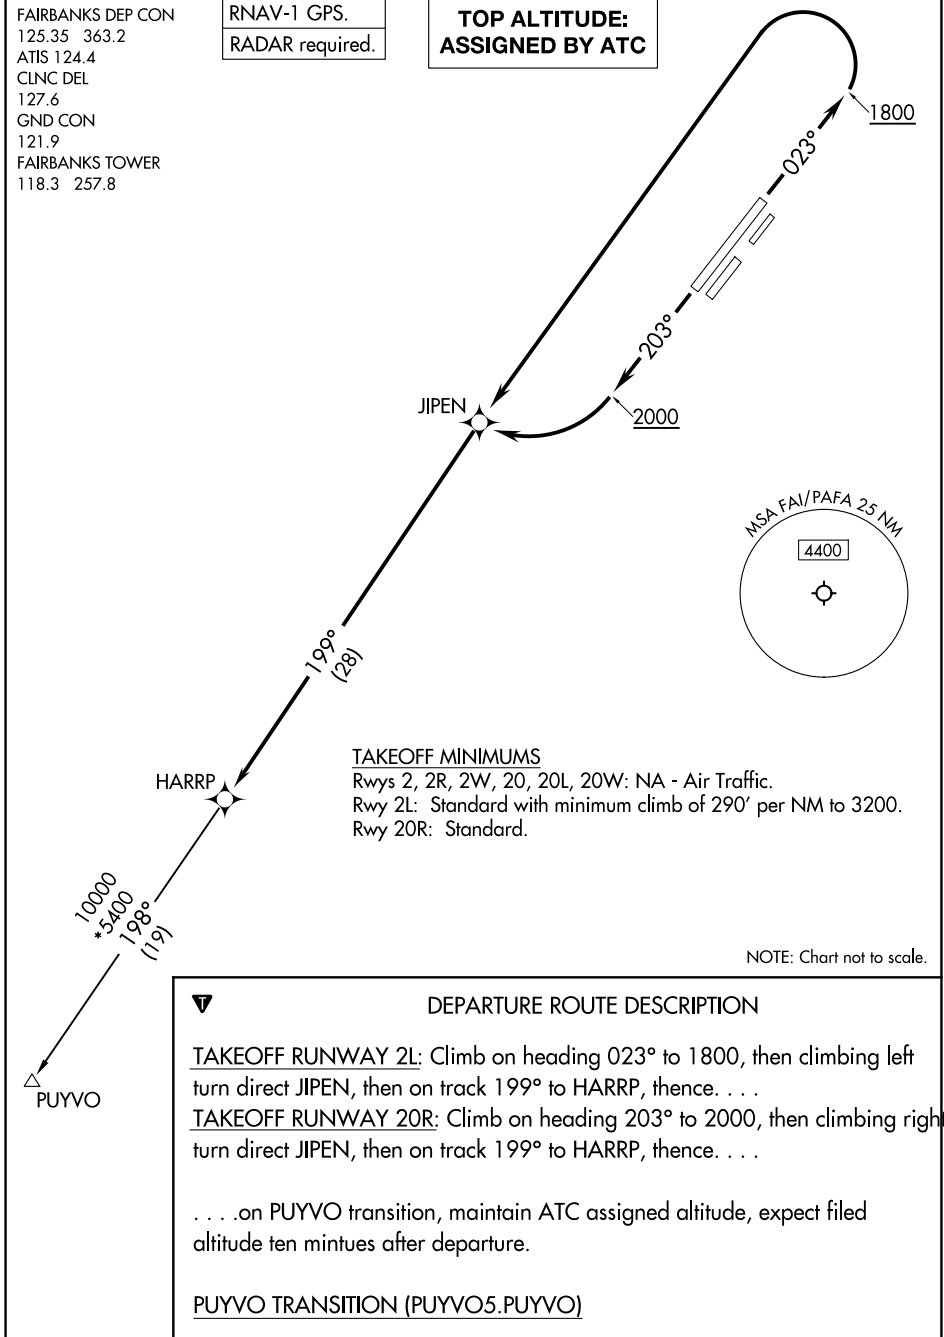 FAIRBANKS DEP CON
125.35 363.2
ATIS 124.4
CLNC DEL
127.6
GND CON
121.9
FAIRBANKS TOWER
118.3 257.8
RNAV-1 GPS.
RADAR required.
TOP ALTITUDE:
ASSIGNED BY ATC
1800
023°
203°
2000
JIPEN
MSA FAI/PAFA 25 NM
4400
199°
(28)
HARRP
TAKEOFF MINIMUMS
Rwys 2, 2R, 2W, 20, 20L, 20W: NA - Air Traffic.
Rwy 2L: Standard with minimum climb of 290' per NM to 3200.
Rwy 20R: Standard.
10000
*5400
198°
(19)
PUYVO
NOTE: Chart not to scale.
T
DEPARTURE ROUTE DESCRIPTION
TAKEOFF RUNWAY 2L: Climb on heading 023° to 1800, then climbing left
turn direct JIPEN, then on track 199° to HARRP, thence. . . .
TAKEOFF RUNWAY 20R: Climb on heading 203° to 2000, then climbing righ
turn direct JIPEN, then on track 199° to HARRP, thence. . . .
. . . .on PUYVO transition, maintain ATC assigned altitude, expect filed
altitude ten mintues after departure.
PUYVO TRANSITION (PUYVO5.PUYVO)